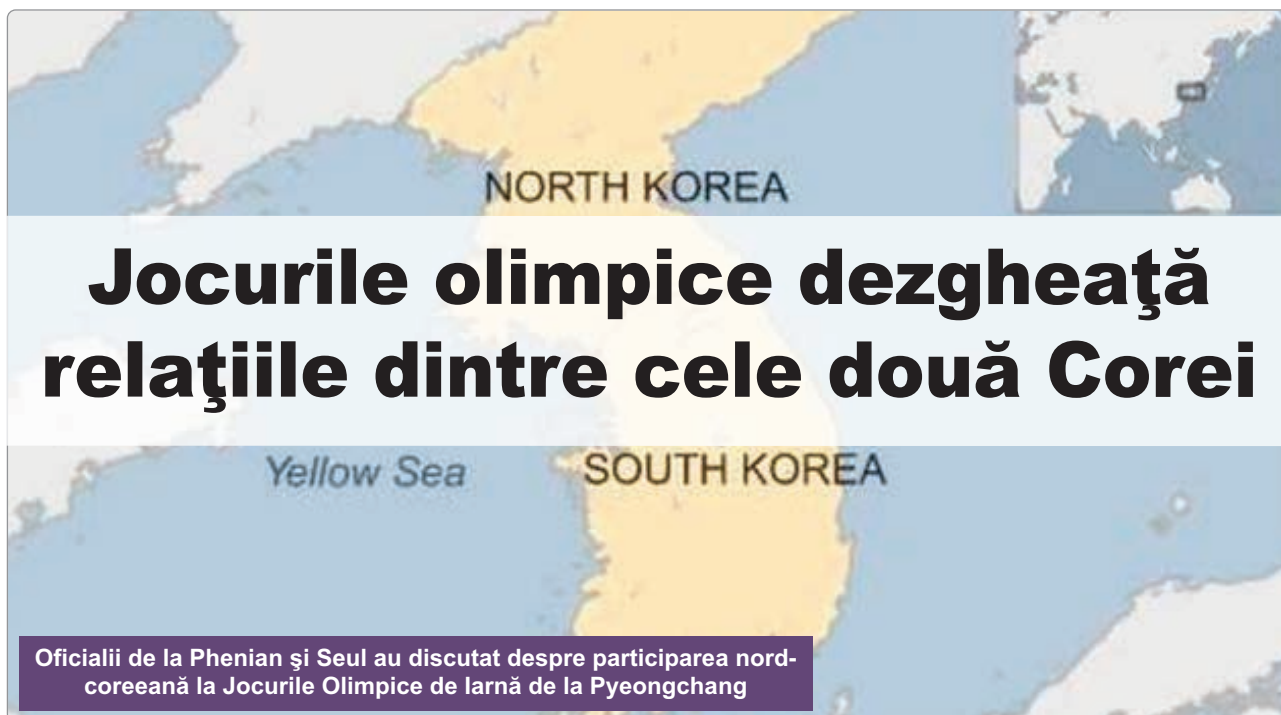 NORTH KOREA
Jocurile olimpice dezgheaţă
relaţiile dintre cele două Corei
Yellow Sea
SOUTH KOREA
Oficialii de la Phenian şi Seul au discutat despre participarea nord-
coreeană la Jocurile Olimpice de Iarnă de la Pyeongchang